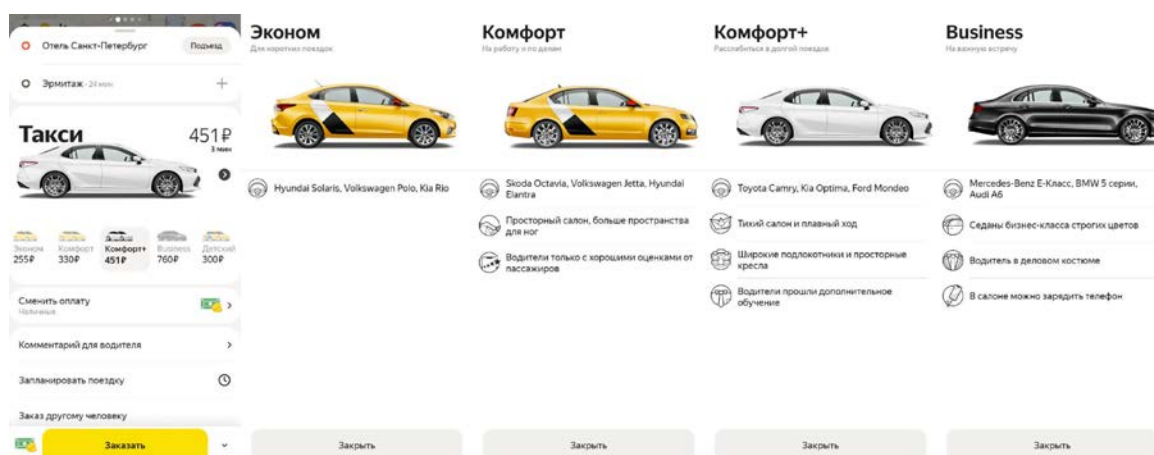 Отель Санкт-Петербург
Подъезд
Эрмитаж · 24 мин
Такси
451 ₽
3 мин
Эконом
255₽
Комфорт
330₽
Комфорт+
451₽
Business
760₽
Детский
300₽
Сменить оплату
Наличные
Комментарий для водителя
Запланировать поездку
Заказ другому человеку
Заказать
Эконом
Для коротких поездок
Hyundai Solaris, Volkswagen Polo, Kia Rio
Закрыть
Комфорт
На работу и по делам
Skoda Octavia, Volkswagen Jetta, Hyundai
Elantra
Просторный салон, больше пространства
для ног
Водители только с хорошими оценками от
пассажиров
Закрыть
Комфорт+
Расслабиться в долгой поездке
Toyota Camry, Kia Optima, Ford Mondeo
Тихий салон и плавный ход
Широкие подлокотники и просторные
кресла
Водители прошли дополнительное
обучение
Закрыть
Business
На важную встречу
Mercedes-Benz E-Класс, BMW 5 серии,
Audi A6
Седаны бизнес-класса строгих цветов
Водитель в деловом костюме
В салоне можно зарядить телефон
Закрыть